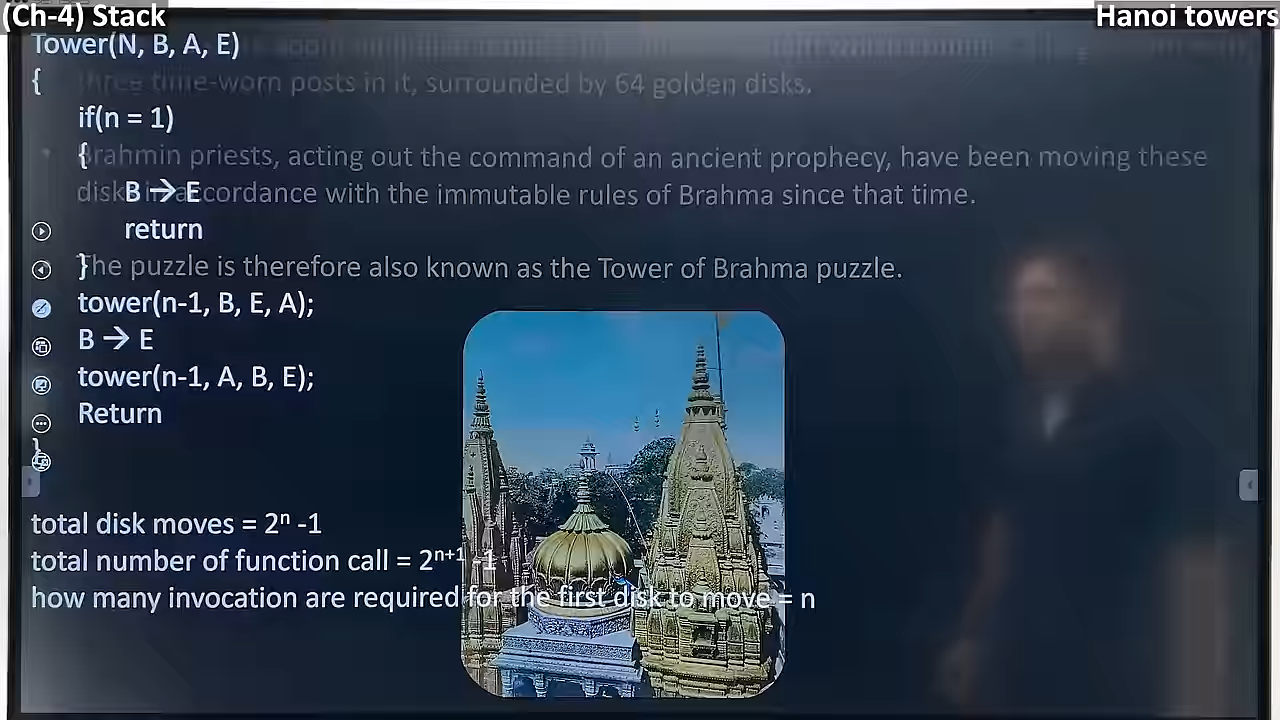 (Ch-4) Stack
Hanoi towers
Tower(N, B, A, E)
{
three time-worn posts in it, surrounded by 64 golden disks.
if(n = 1)
{
Brahmin priests, acting out the command of an ancient prophecy, have been moving these
B → E
disks in accordance with the immutable rules of Brahma since that time.
return
}
The puzzle is therefore also known as the Tower of Brahma puzzle.
tower(n-1, B, E, A);
B → E
tower(n-1, A, B, E);
Return
}
total disk moves = 2ⁿ -1
total number of function call = 2ⁿ⁺¹ -1
how many invocation are required for the first disk to move = n